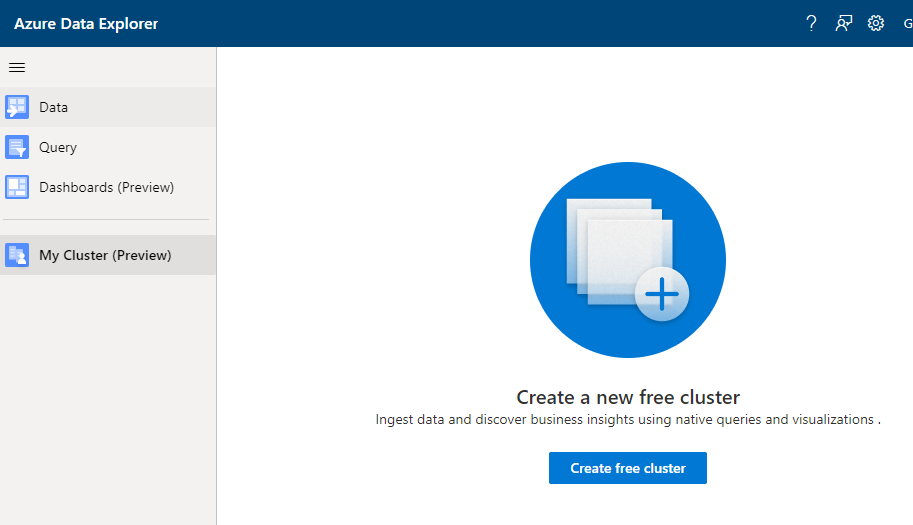 Azure Data Explorer
?
G
Data
Query
Dashboards (Preview)
My Cluster (Preview)
Create a new free cluster
Ingest data and discover business insights using native queries and visualizations .
Create free cluster